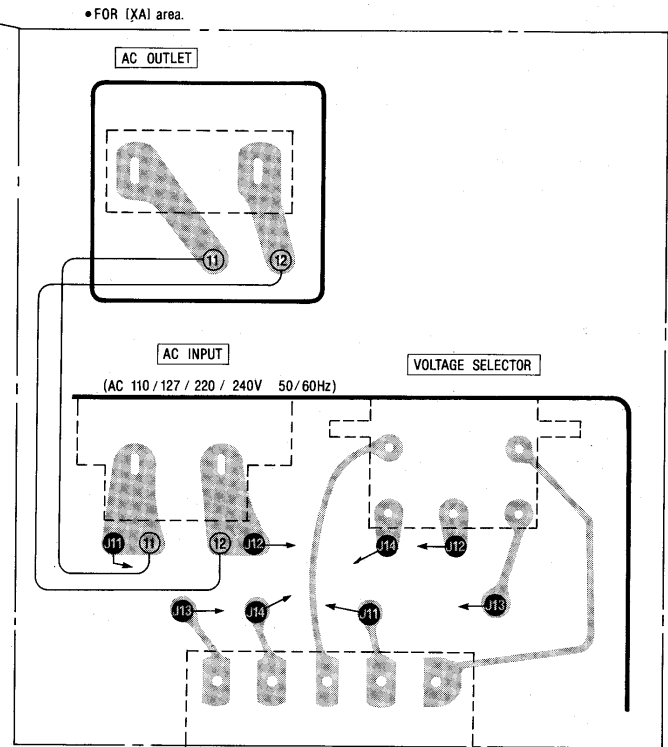 • FOR [XA] area.
AC OUTLET
11 12
AC INPUT
VOLTAGE SELECTOR
(AC 110 / 127 / 220 / 240V 50/60Hz)
J11 11 12 J12 J14 J12
J13 J14 J11 J13